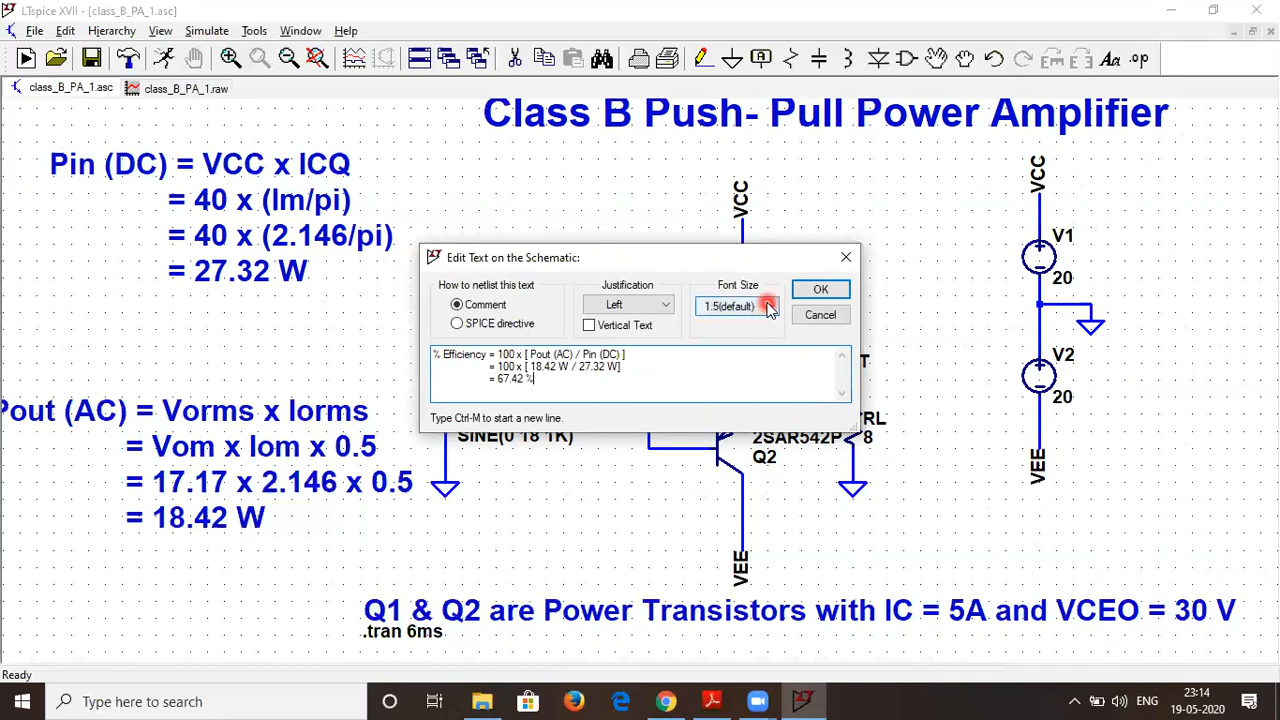 LTspice XVII - [class_B_PA_1.asc]
File Edit Hierarchy View Simulate Tools Window Help
.op
class_B_PA_1.asc class_B_PA_1.raw
Class B Push- Pull Power Amplifier
Pin (DC) = VCC x ICQ
= 40 x (Im/pi)
= 40 x (2.146/pi)
= 27.32 W
VCC
VCC
V1
20
V2
20
VEE
Edit Text on the Schematic:
How to netlist this text
Comment
SPICE directive
Justification
Left
Vertical Text
Font Size
1.5(default)
OK
Cancel
% Efficiency = 100 x [ Pout (AC) / Pin (DC) ]
= 100 x [ 18.42 W / 27.32 W]
= 67.42 %
Type Ctrl-M to start a new line.
Pout (AC) = Vorms x Iorms
= Vom x Iom x 0.5
= 17.17 x 2.146 x 0.5
= 18.42 W
SINE(0 18 1K)
2SAR542P
Q2
RL
8
VEE
Q1 & Q2 are Power Transistors with IC = 5A and VCEO = 30 V
.tran 6ms
Ready
Type here to search
ENG
23:14
19-05-2020